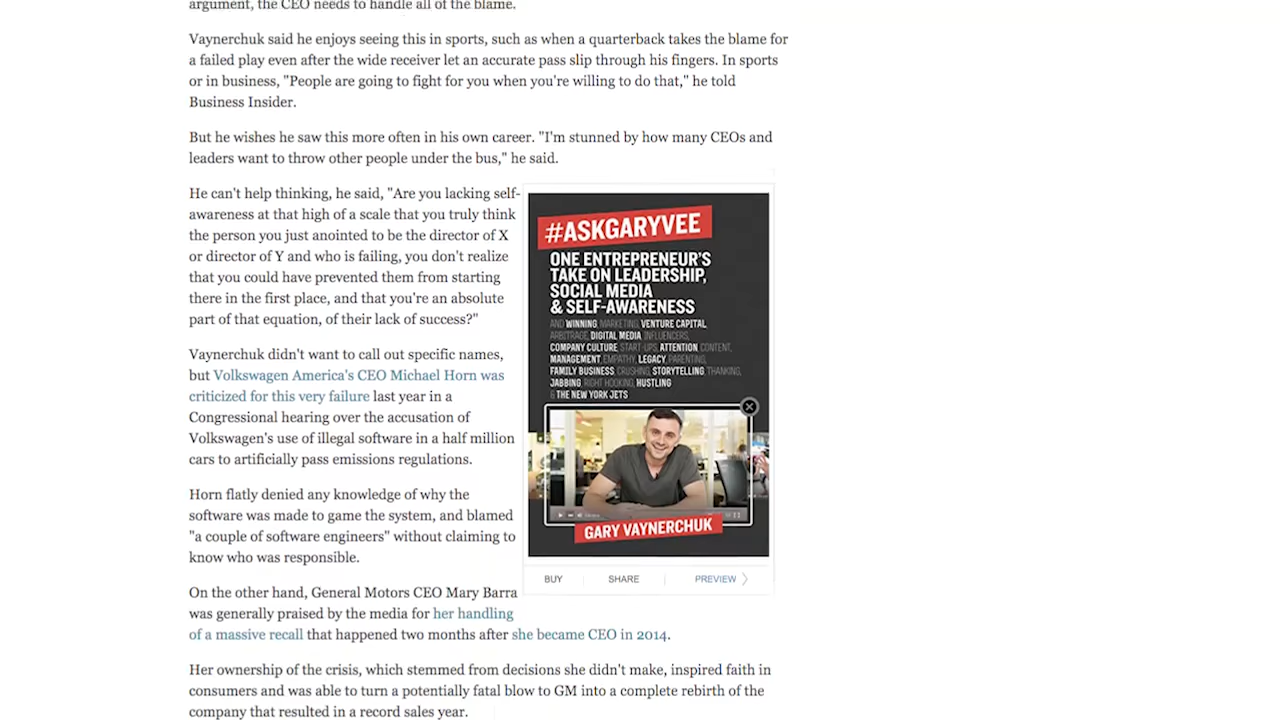 argument, the CEO needs to handle all of the blame.
Vaynerchuk said he enjoys seeing this in sports, such as when a quarterback takes the blame for
a failed play even after the wide receiver let an accurate pass slip through his fingers. In sports
or in business, "People are going to fight for you when you're willing to do that," he told
Business Insider.
But he wishes he saw this more often in his own career. "I'm stunned by how many CEOs and
leaders want to throw other people under the bus," he said.
He can't help thinking, he said, "Are you lacking self-
awareness at that high of a scale that you truly think
the person you just anointed to be the director of X
or director of Y and who is failing, you don't realize
that you could have prevented them from starting
there in the first place, and that you're an absolute
part of that equation, of their lack of success?"
Vaynerchuk didn't want to call out specific names,
but Volkswagen America's CEO Michael Horn was
criticized for this very failure last year in a
Congressional hearing over the accusation of
Volkswagen's use of illegal software in a half million
cars to artificially pass emissions regulations.
Horn flatly denied any knowledge of why the
software was made to game the system, and blamed
"a couple of software engineers" without claiming to
know who was responsible.
On the other hand, General Motors CEO Mary Barra
was generally praised by the media for her handling
of a massive recall that happened two months after she became CEO in 2014.
Her ownership of the crisis, which stemmed from decisions she didn't make, inspired faith in
consumers and was able to turn a potentially fatal blow to GM into a complete rebirth of the
company that resulted in a record sales year.
#ASKGARYVEE
ONE ENTREPRENEUR'S
TAKE ON LEADERSHIP,
SOCIAL MEDIA
& SELF-AWARENESS
AND WINNING, MARKETING, VENTURE CAPITAL,
ARBITRAGE, DIGITAL MEDIA, INFLUENCERS,
COMPANY CULTURE, START-UPS, ATTENTION, CONTENT,
MANAGEMENT, EMPATHY, LEGACY, PARENTING,
FAMILY BUSINESS, CRUSHING, STORYTELLING, THANKING,
JABBING, RIGHT HOOKING, HUSTLING
& THE NEW YORK JETS
GARY VAYNERCHUK
BUY
SHARE
PREVIEW